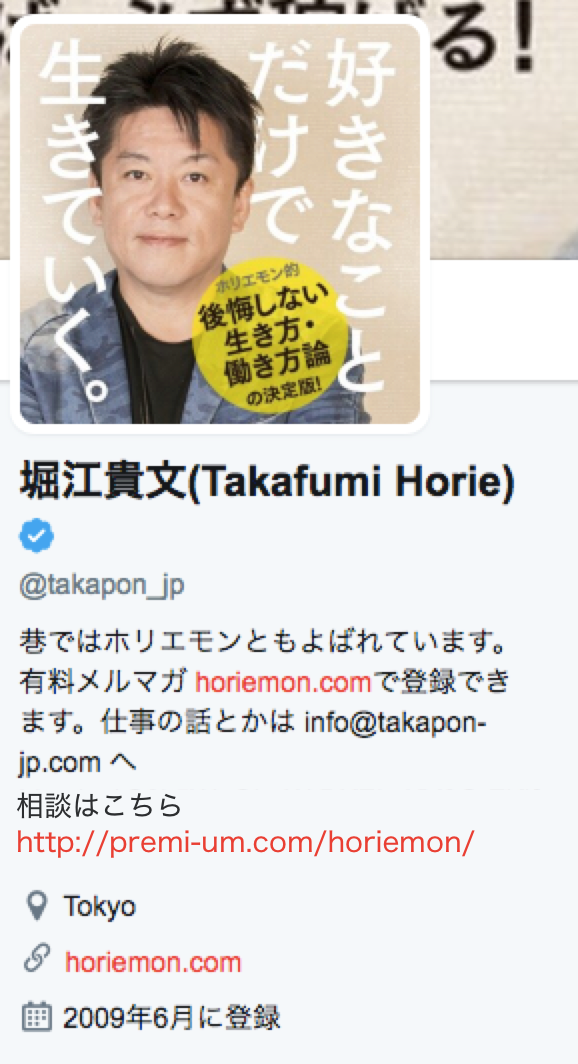 ば、必ず稼げる!
好きなこと
だけで
生きていく。
ホリエモン的
後悔しない
生き方・
働き方論
の決定版!
堀江貴文(Takafumi Horie)
@takapon_jp
巷ではホリエモンともよばれています。
有料メルマガ horiemon.comで登録でき
ます。仕事の話とかは info@takapon-
jp.com へ
相談はこちら
http://premi-um.com/horiemon/
Tokyo
horiemon.com
2009年6月に登録